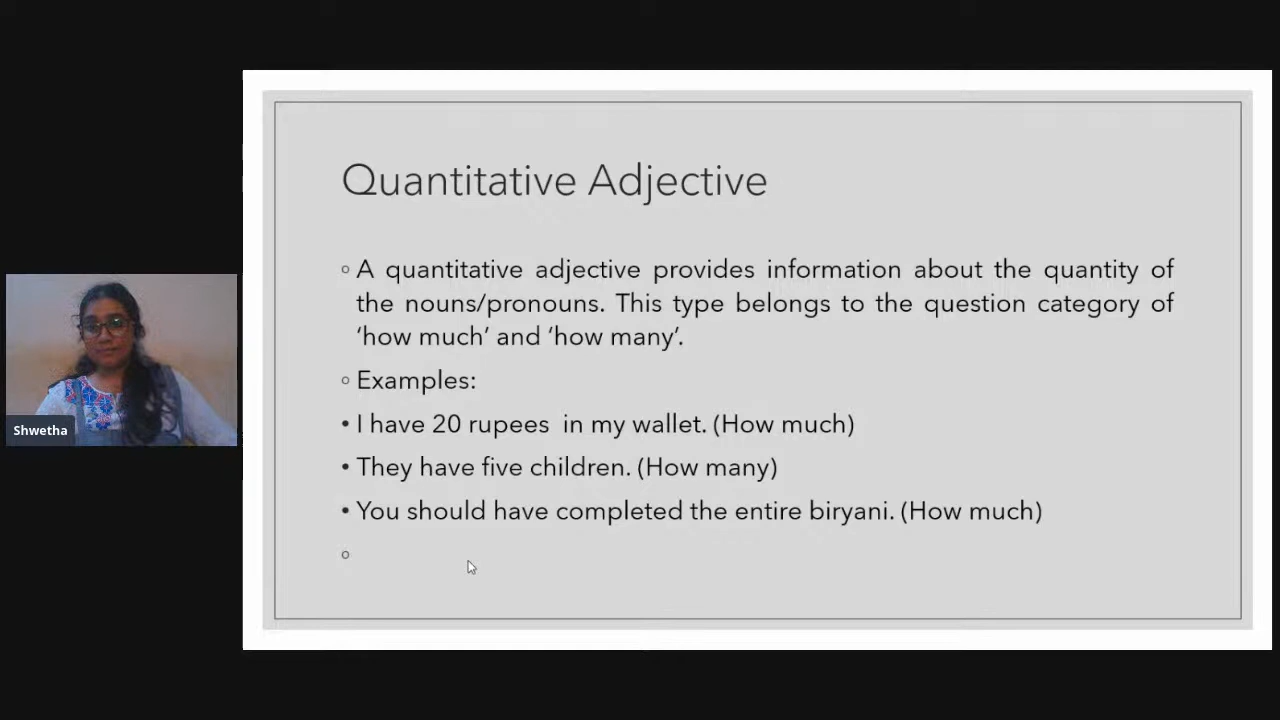 Quantitative Adjective
◦ A quantitative adjective provides information about the quantity of
the nouns/pronouns. This type belongs to the question category of
‘how much’ and ‘how many’.
◦ Examples:
• I have 20 rupees  in my wallet. (How much)
• They have five children. (How many)
• You should have completed the entire biryani. (How much)
◦
Shwetha